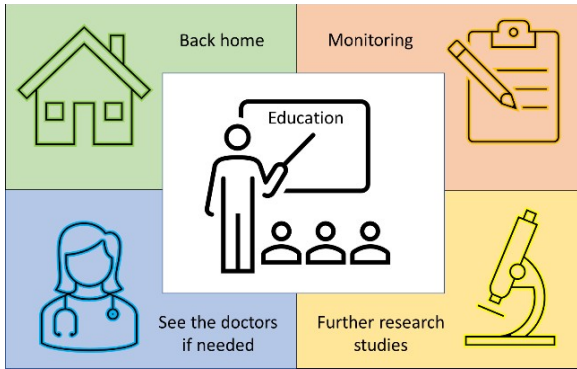 Back home
Monitoring
Education
See the doctors
if needed
Further research
studies